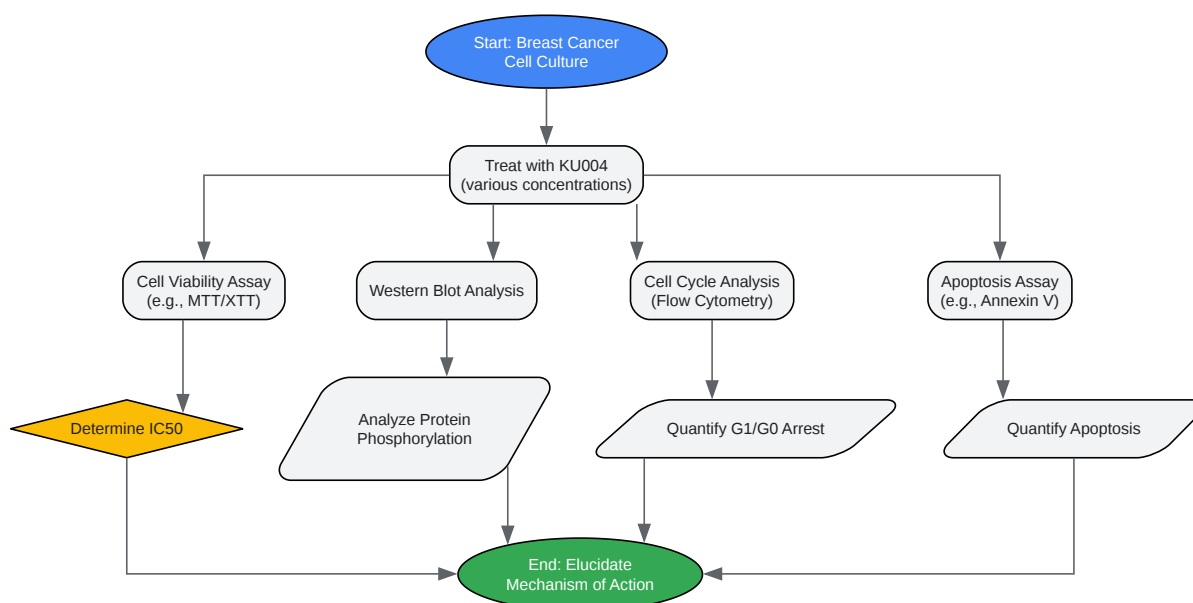 Start: Breast Cancer
Cell Culture
Treat with KU004
(various concentrations)
Cell Viability Assay
(e.g., MTT/XTT)
Western Blot Analysis
Cell Cycle Analysis
(Flow Cytometry)
Apoptosis Assay
(e.g., Annexin V)
Determine IC50
Analyze Protein
Phosphorylation
Quantify G1/G0 Arrest
Quantify Apoptosis
End: Elucidate
Mechanism of Action